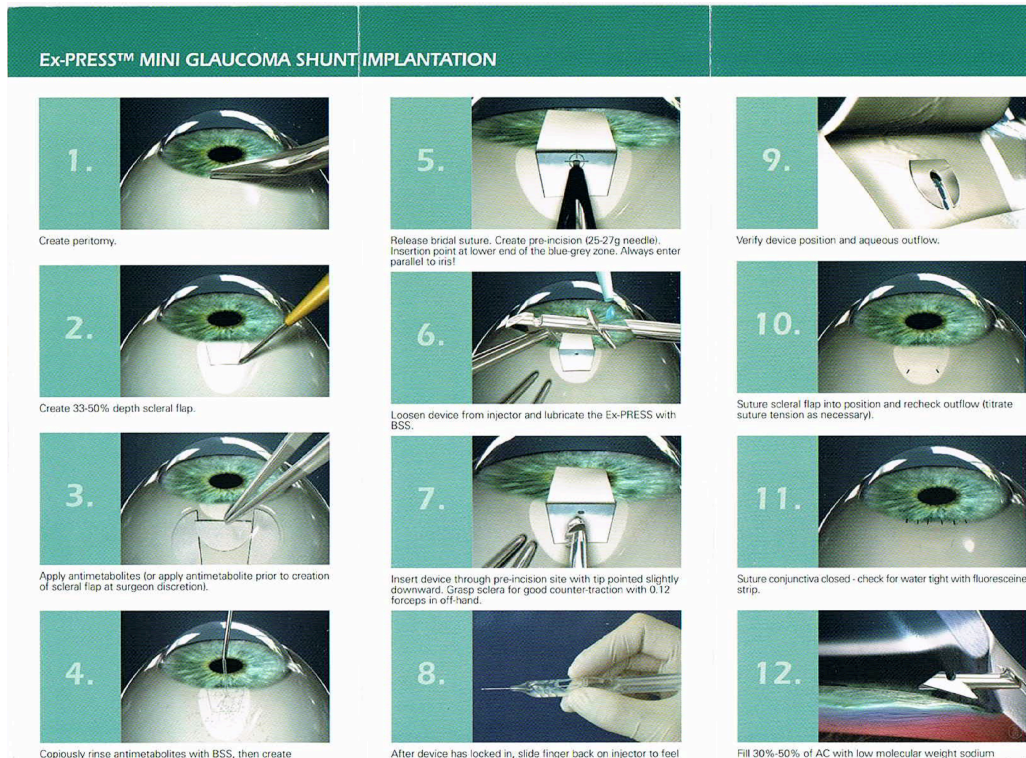 Ex-PRESS™ MINI GLAUCOMA SHUNT IMPLANTATION
1.
Create peritomy.
2.
Create 33-50% depth scleral flap.
3.
Apply antimetabolites (or apply antimetabolite prior to creation
of scleral flap at surgeon discretion).
4.
Copiously rinse antimetabolites with BSS, then create
5.
Release bridal suture. Create pre-incision (25-27g needle).
Insertion point at lower end of the blue-grey zone. Always enter
parallel to iris!
6.
Loosen device from injector and lubricate the Ex-PRESS with
BSS.
7.
Insert device through pre-incision site with tip pointed slightly
downward. Grasp sclera for good counter-traction with 0.12
forceps in off-hand.
8.
After device has locked in, slide finger back on injector to feel
9.
Verify device position and aqueous outflow.
10.
Suture scleral flap into position and recheck outflow (titrate
suture tension as necessary).
11.
Suture conjunctiva closed - check for water tight with fluoresceine
strip.
12.
Fill 30%-50% of AC with low molecular weight sodium
®